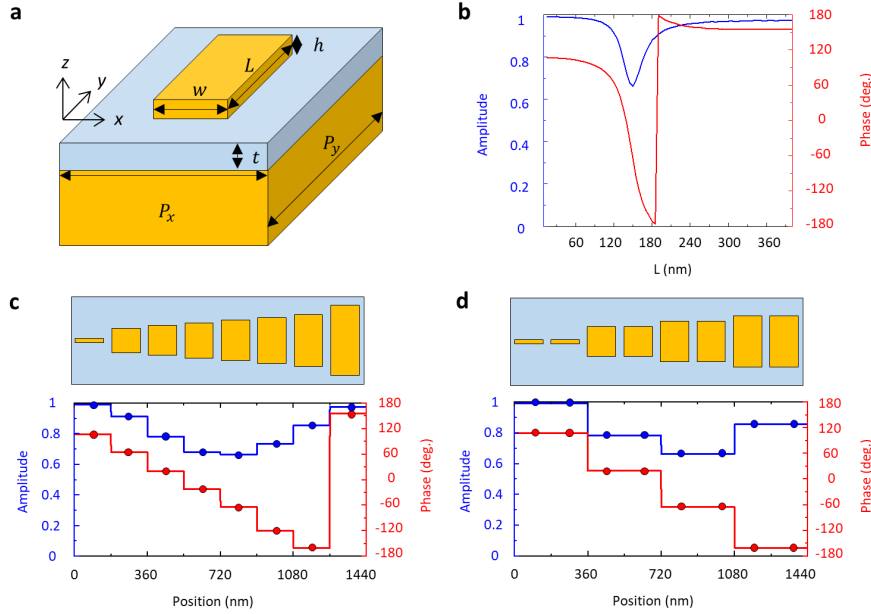 a
z
y
x
w
L
h
t
P_x
P_y
b
Amplitude
1
0.8
0.6
0.4
0.2
0
Phase (deg.)
180
120
60
0
-60
-120
-180
60 120 180 240 300 360
L (nm)
c
Amplitude
1
0.8
0.6
0.4
0.2
0
Phase (deg.)
180
120
60
0
-60
-120
-180
0 360 720 1080 1440
Position (nm)
d
Amplitude
1
0.8
0.6
0.4
0.2
0
Phase (deg.)
180
120
60
0
-60
-120
-180
0 360 720 1080 1440
Position (nm)